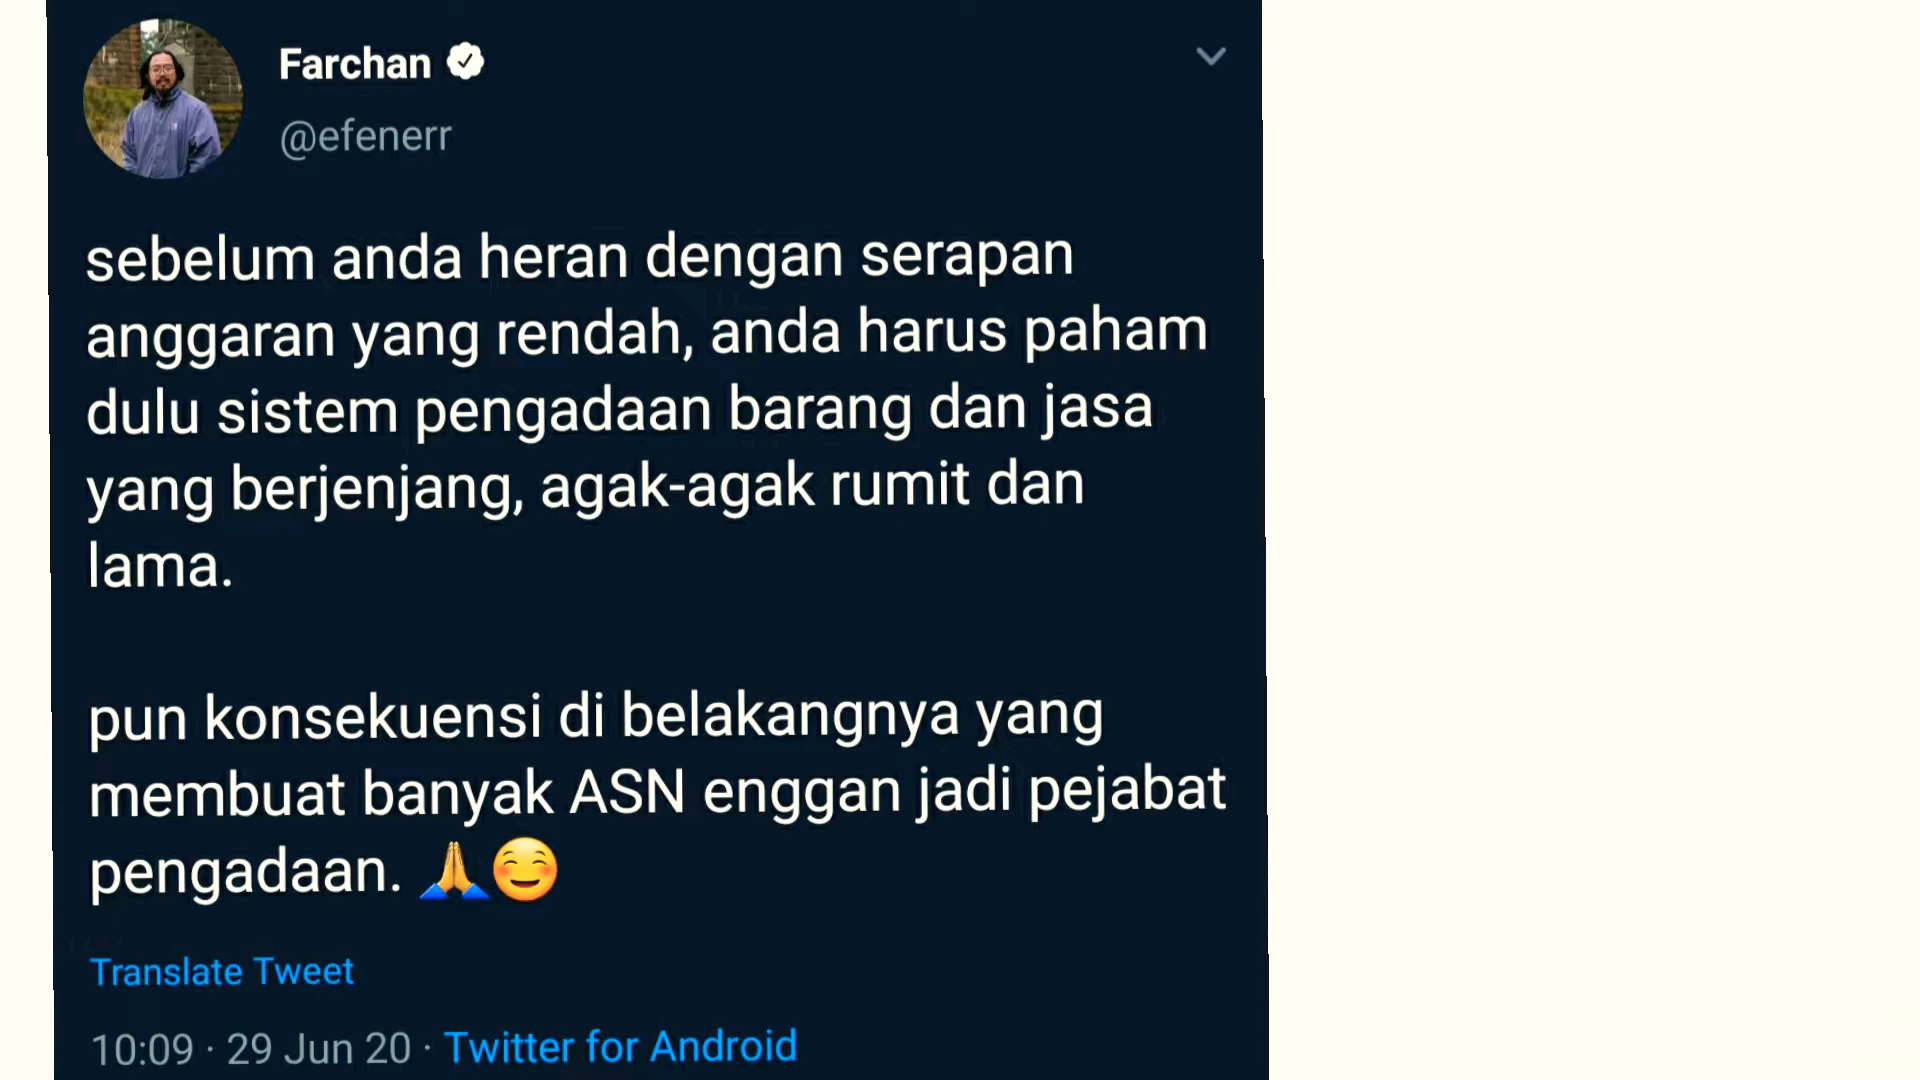 Farchan
@efenerr
sebelum anda heran dengan serapan
anggaran yang rendah, anda harus paham
dulu sistem pengadaan barang dan jasa
yang berjenjang, agak-agak rumit dan
lama.
pun konsekuensi di belakangnya yang
membuat banyak ASN enggan jadi pejabat
pengadaan. 🙏☺️
Translate Tweet
10:09 · 29 Jun 20 · Twitter for Android